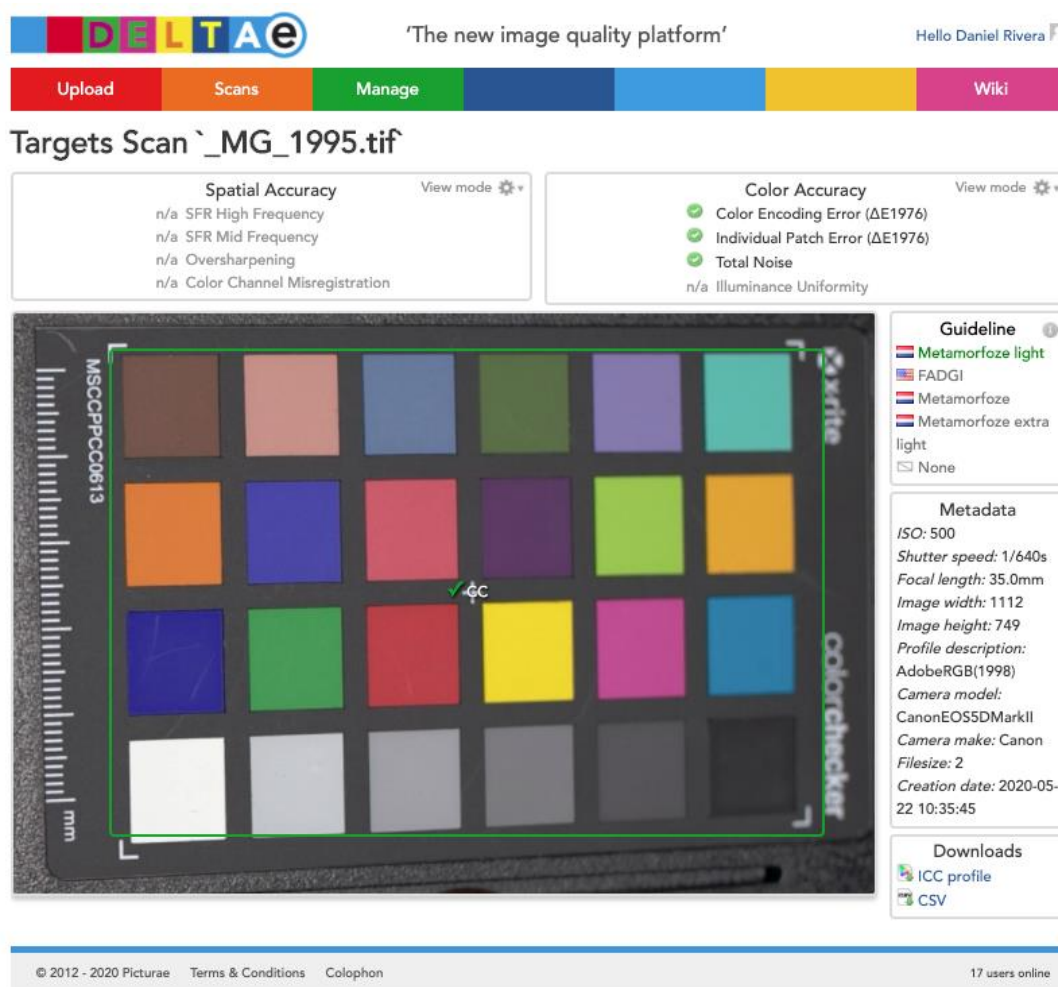 DELTAe
'The new image quality platform'
Hello Daniel Rivera
Upload
Scans
Manage
Wiki
Targets Scan `_MG_1995.tif`
Spatial Accuracy
View mode
n/a SFR High Frequency
n/a SFR Mid Frequency
n/a Oversharpening
n/a Color Channel Misregistration
Color Accuracy
View mode
Color Encoding Error (ΔE1976)
Individual Patch Error (ΔE1976)
Total Noise
n/a Illuminance Uniformity
MSCCPPCC0613
mm
x-rite
colorchecker
CC
Guideline
Metamorfoze light
FADGI
Metamorfoze
Metamorfoze extra
light
None
Metadata
ISO: 500
Shutter speed: 1/640s
Focal length: 35.0mm
Image width: 1112
Image height: 749
Profile description:
AdobeRGB(1998)
Camera model:
CanonEOS5DMarkII
Camera make: Canon
Filesize: 2
Creation date: 2020-05-
22 10:35:45
Downloads
ICC profile
CSV
© 2012 - 2020 Picturae
Terms & Conditions
Colophon
17 users online